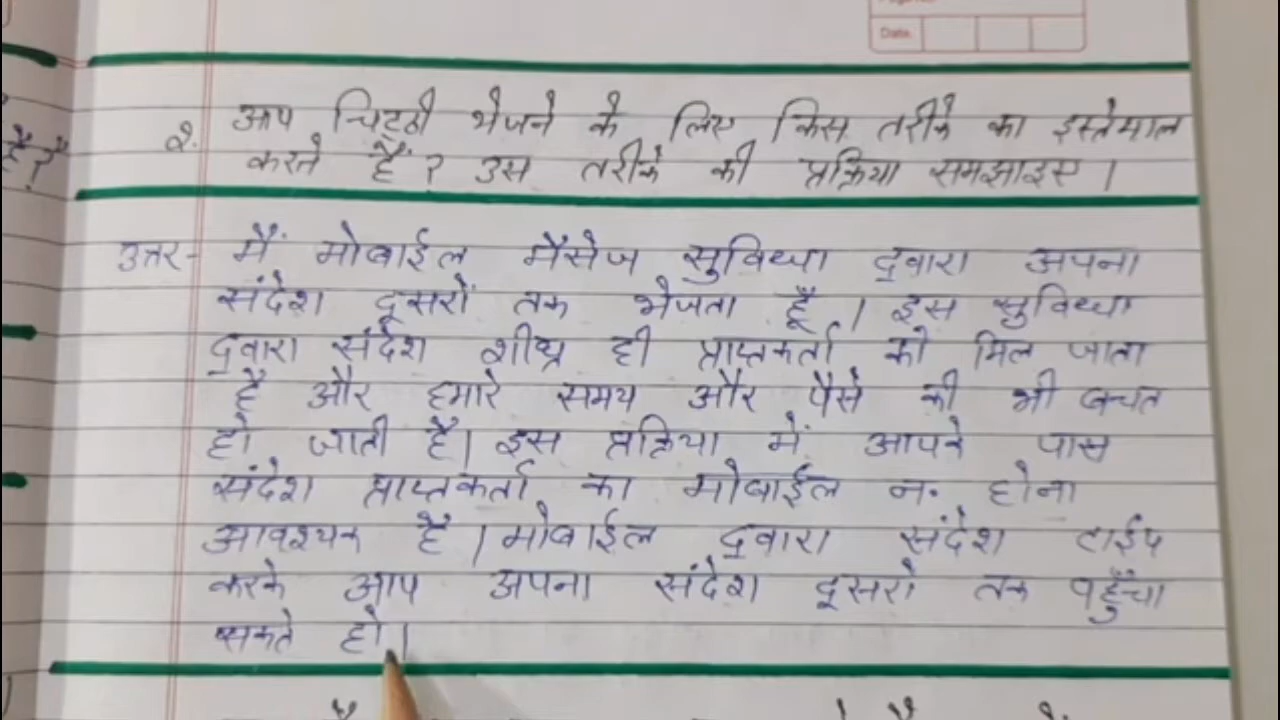 Date.
है?
२. आप चिट्ठी भेजने के लिए किस तरीके का इस्तेमाल
करते हैं? उस तरीके की प्रक्रिया समझाइए।
उत्तर- मैं मोबाईल मैसेज सुविधा द्वारा अपना
संदेश दूसरों तक भेजता हूँ। इस सुविधा
द्वारा संदेश शीघ्र ही प्राप्तकर्ता को मिल जाता
है और हमारे समय और पैसे की भी बचत
हो जाती है। इस प्रक्रिया में आपके पास
संदेश प्राप्तकर्ता का मोबाईल न. होना
आवश्यक है। मोबाईल द्वारा संदेश टाईप
करके आप अपना संदेश दूसरो तक पहुँचा
सकते हो।